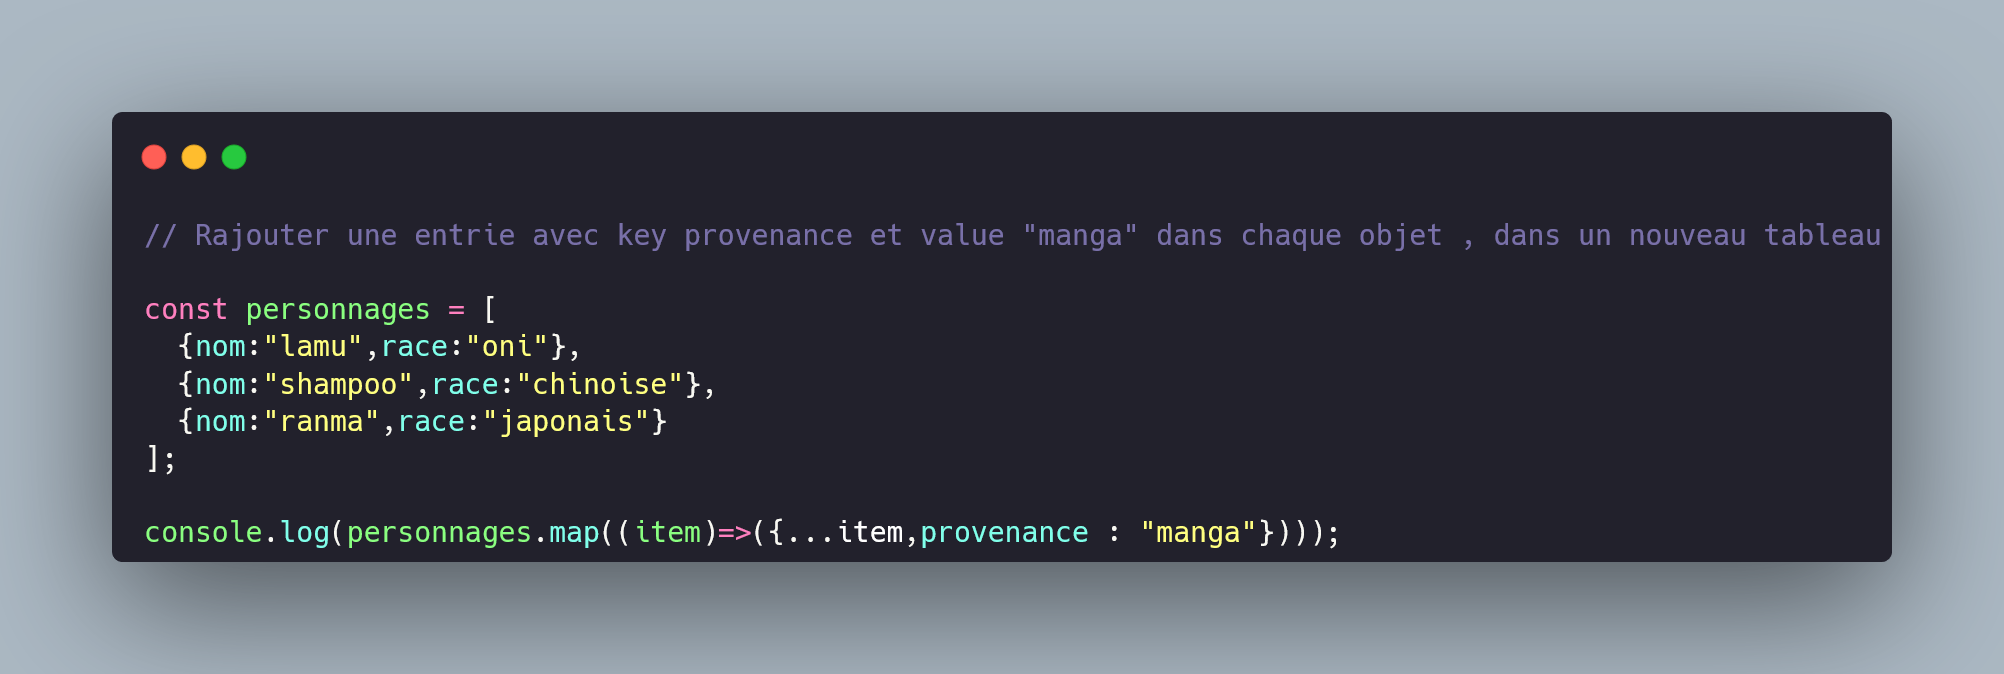 // Rajouter une entrie avec key provenance et value "manga" dans chaque objet , dans un nouveau tableau
const personnages = [
  {nom:"lamu",race:"oni"},
  {nom:"shampoo",race:"chinoise"},
  {nom:"ranma",race:"japonais"}
];
console.log(personnages.map((item)=>({...item,provenance : "manga"})));